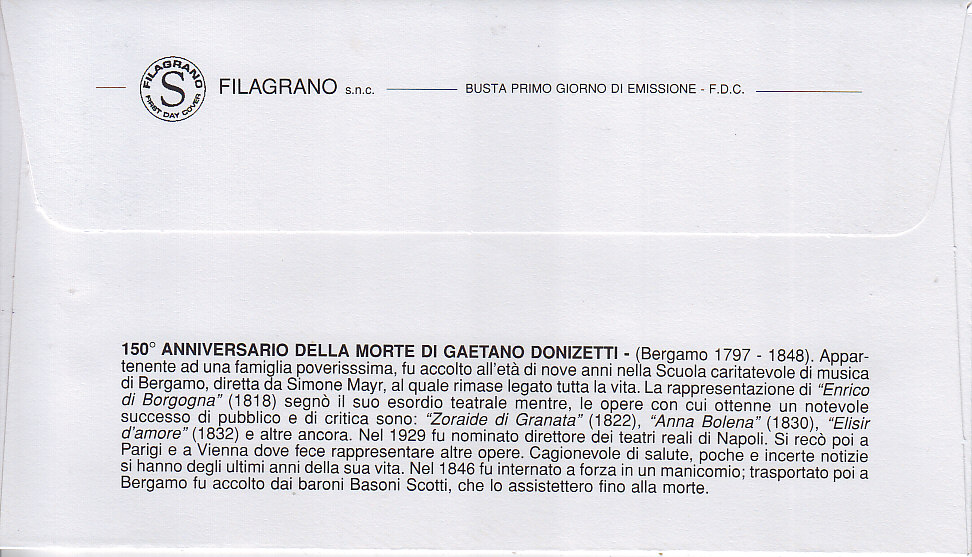 FILAGRANO
S
FIRST DAY COVER
FILAGRANO s.n.c. BUSTA PRIMO GIORNO DI EMISSIONE - F.D.C.
150° ANNIVERSARIO DELLA MORTE DI GAETANO DONIZETTI - (Bergamo 1797 - 1848). Appar-
tenente ad una famiglia poverisssima, fu accolto all'età di nove anni nella Scuola caritatevole di musica
di Bergamo, diretta da Simone Mayr, al quale rimase legato tutta la vita. La rappresentazione di "Enrico
di Borgogna" (1818) segnò il suo esordio teatrale mentre, le opere con cui ottenne un notevole
successo di pubblico e di critica sono: "Zoraide di Granata" (1822), "Anna Bolena" (1830), "Elisir
d'amore" (1832) e altre ancora. Nel 1929 fu nominato direttore dei teatri reali di Napoli. Si recò poi a
Parigi e a Vienna dove fece rappresentare altre opere. Cagionevole di salute, poche e incerte notizie
si hanno degli ultimi anni della sua vita. Nel 1846 fu internato a forza in un manicomio; trasportato poi a
Bergamo fu accolto dai baroni Basoni Scotti, che lo assistettero fino alla morte.